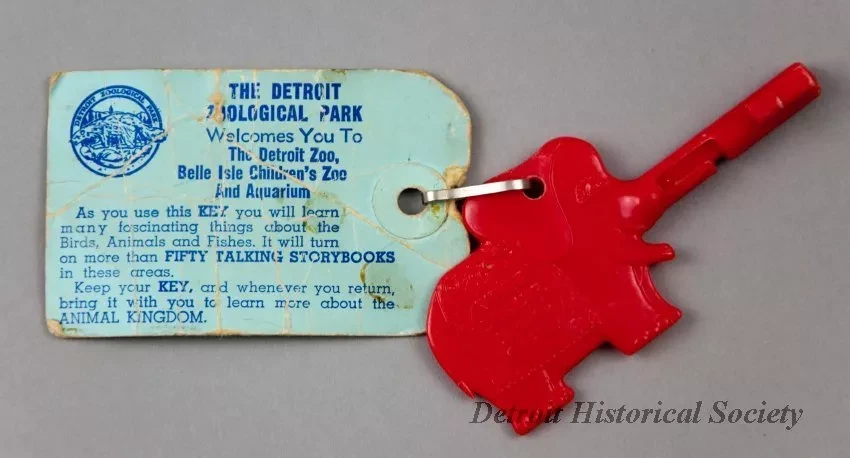 DETROIT ZOOLOGICAL PARK
THE DETROIT
ZOOLOGICAL PARK
Welcomes You To
The Detroit Zoo,
Belle Isle Children's Zoo
And Aquarium
As you use this KEY you will learn
many fascinating things about the
Birds, Animals and Fishes. It will turn
on more than FIFTY TALKING STORYBOOKS
in these areas.
Keep your KEY, and whenever you return,
bring it with you to learn more about the
ANIMAL KINGDOM.
Detroit Historical Society